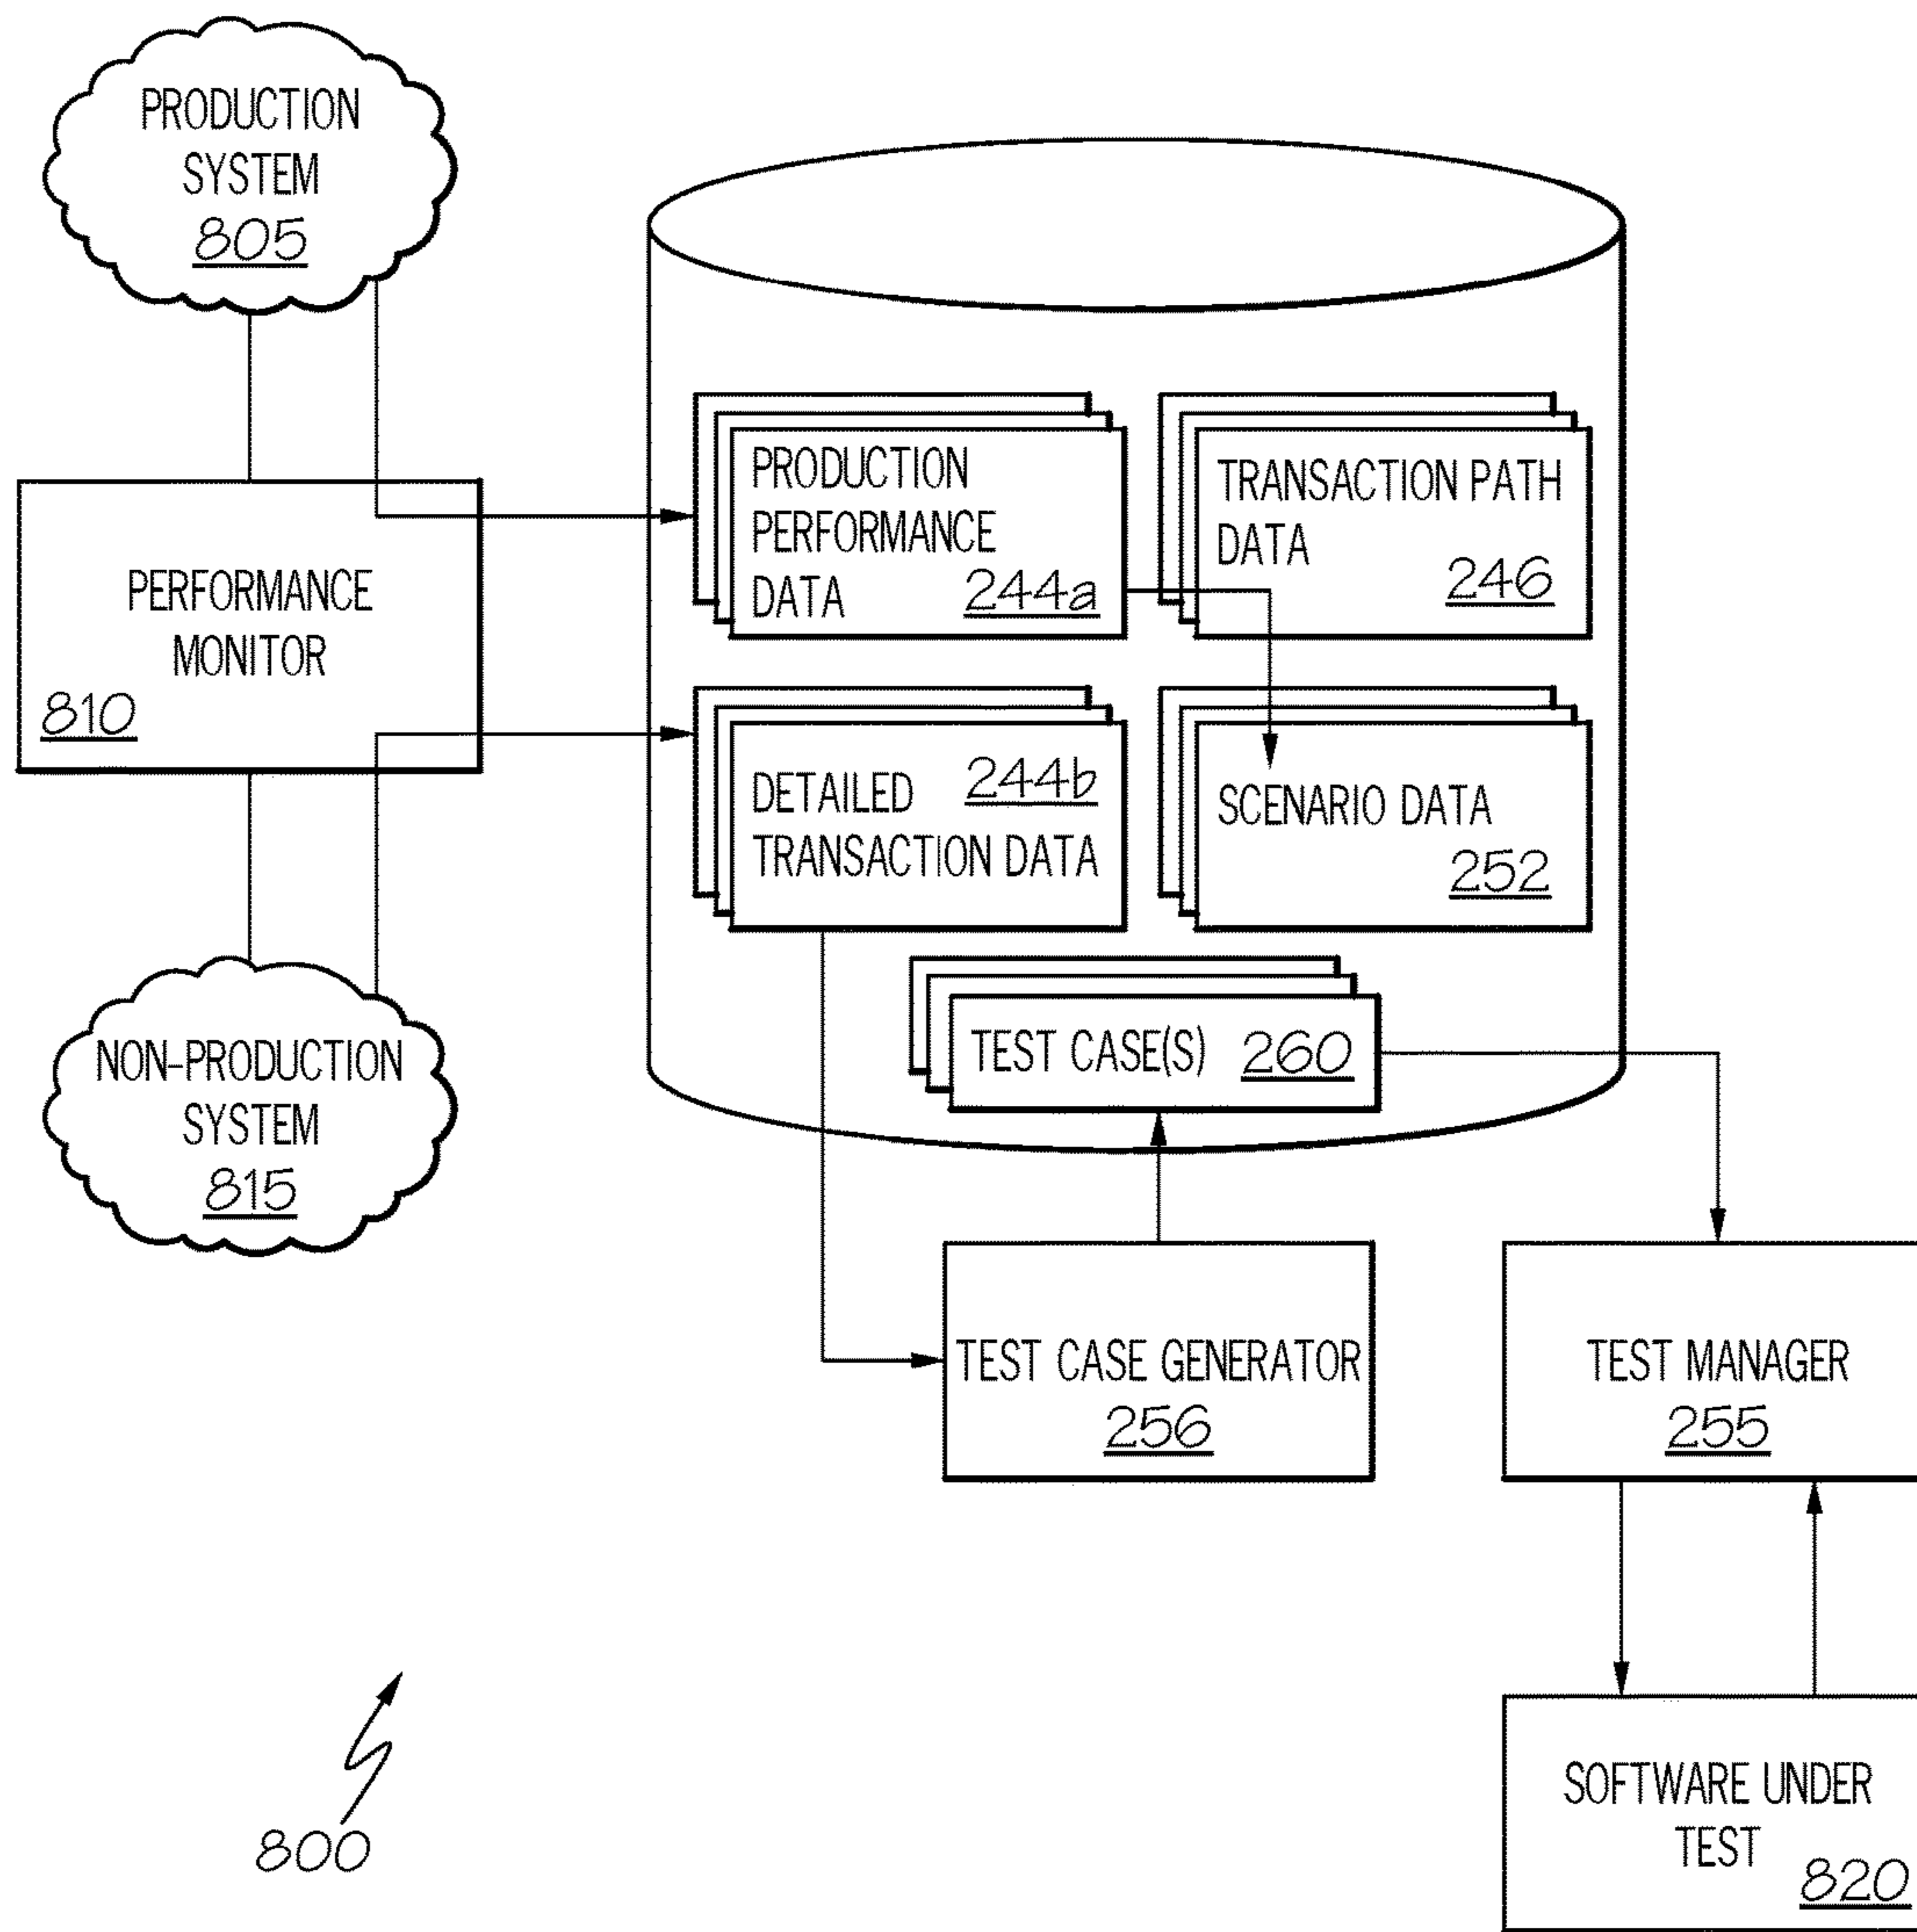 PRODUCTION
SYSTEM
805
PERFORMANCE
MONITOR
810
NON-PRODUCTION
SYSTEM
815
PRODUCTION
PERFORMANCE
DATA 244a
TRANSACTION PATH
DATA
246
244b
DETAILED
TRANSACTION DATA
SCENARIO DATA
252
TEST CASE(S) 260
TEST CASE GENERATOR
256
TEST MANAGER
255
SOFTWARE UNDER
TEST
820
800